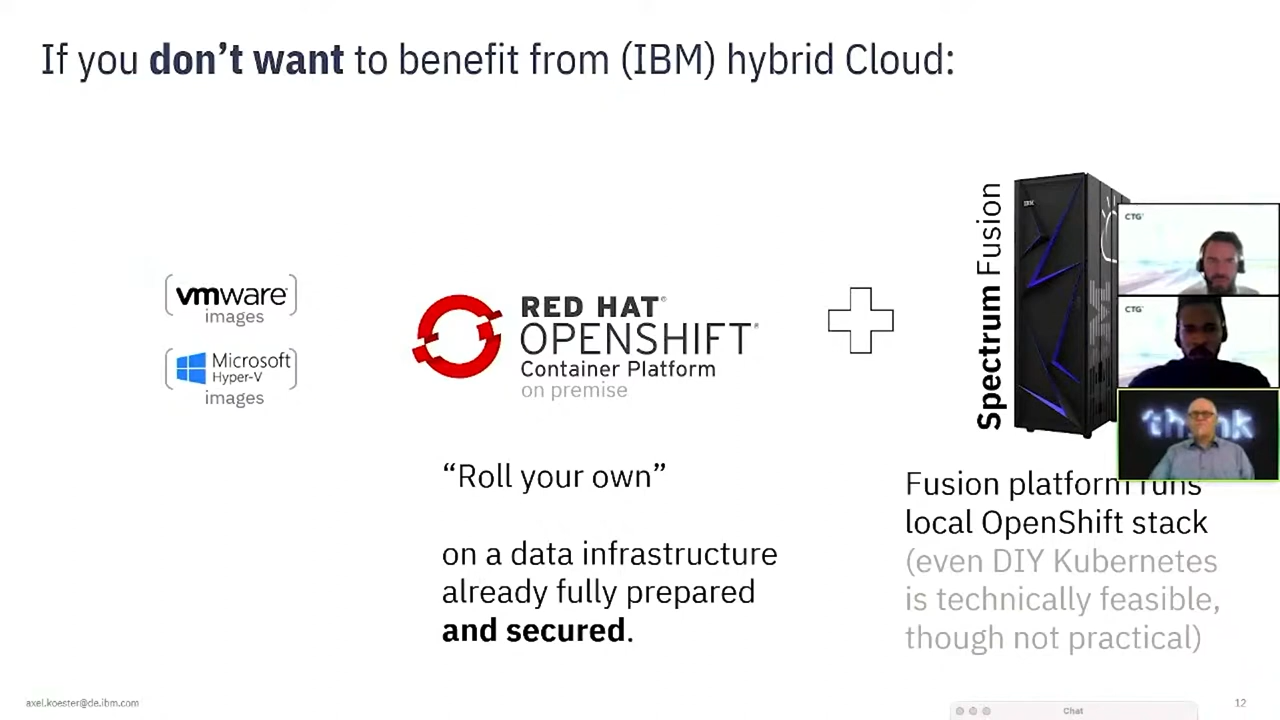 If you don't want to benefit from (IBM) hybrid Cloud:
vmware
images
Microsoft
Hyper-V
images
RED HAT®
OPENSHIFT®
Container Platform
on premise
Spectrum Fusion
IBM
CTG
CTG
think
"Roll your own"
on a data infrastructure
already fully prepared
and secured.
Fusion platform runs
local OpenShift stack
(even DIY Kubernetes
is technically feasible,
though not practical)
axel.koester@de.ibm.com
Chat
12